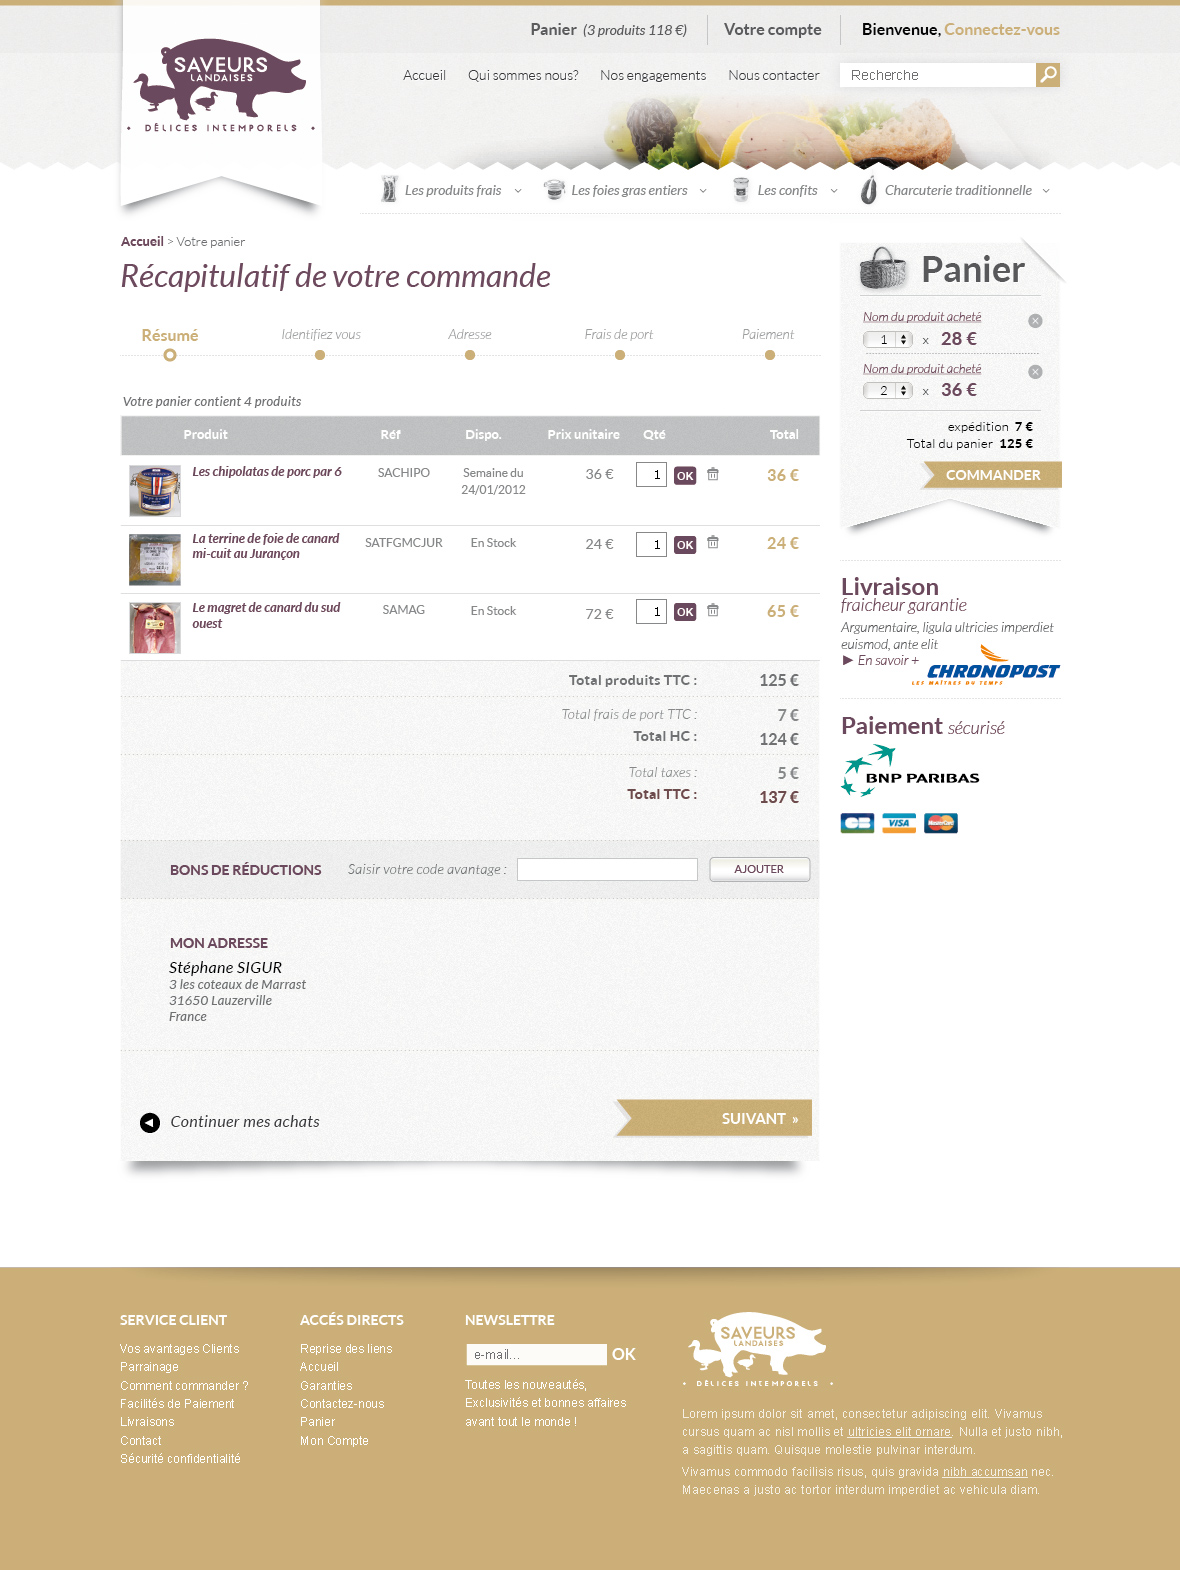 Panier (3 produits 118 €)
Votre compte
Bienvenue, Connectez-vous
SAVEURS
LANDAISES
• DÉLICES INTEMPORELS •
Accueil
Qui sommes nous?
Nos engagements
Nous contacter
Recherche
Les produits frais
Les foies gras entiers
Les confits
Charcuterie traditionnelle
Accueil > Votre panier
Récapitulatif de votre commande
Résumé
Identifiez vous
Adresse
Frais de port
Paiement
Votre panier contient 4 produits
Produit Réf Dispo. Prix unitaire Qté Total
Les chipolatas de porc par 6 SACHIPO Semaine du 36 € 1 OK 36 €
24/01/2012
La terrine de foie de canard SATFGMCJUR En Stock 24 € 1 OK 24 €
mi-cuit au Jurançon
Le magret de canard du sud SAMAG En Stock 72 € 1 OK 65 €
ouest
Total produits TTC : 125 €
Total frais de port TTC : 7 €
Total HC : 124 €
Total taxes : 5 €
Total TTC : 137 €
BONS DE RÉDUCTIONS Saisir votre code avantage : AJOUTER
MON ADRESSE
Stéphane SIGUR
3 les coteaux de Marrast
31650 Lauzerville
France
Continuer mes achats
SUIVANT »
Panier
Nom du produit acheté
1 x 28 €
Nom du produit acheté
2 x 36 €
expédition 7 €
Total du panier 125 €
COMMANDER
Livraison
fraicheur garantie
Argumentaire, ligula ultricies imperdiet
euismod, ante elit
► En savoir +
CHRONOPOST
LES MAÎTRES DU TEMPS
Paiement sécurisé
BNP PARIBAS
CB VISA MasterCard
SERVICE CLIENT
Vos avantages Clients
Parrainage
Comment commander ?
Facilités de Paiement
Livraisons
Contact
Sécurité confidentialité
ACCÉS DIRECTS
Reprise des liens
Accueil
Garanties
Contactez-nous
Panier
Mon Compte
NEWSLETTRE
e-mail... OK
Toutes les nouveautés,
Exclusivités et bonnes affaires
avant tout le monde !
SAVEURS
LANDAISES
• DÉLICES INTEMPORELS •
Lorem ipsum dolor sit amet, consectetur adipiscing elit. Vivamus
cursus quam ac nisl mollis et ultricies elit ornare. Nulla et justo nibh,
a sagittis quam. Quisque molestie pulvinar interdum.
Vivamus commodo facilisis risus, quis gravida nibh accumsan nec.
Maecenas a justo ac tortor interdum imperdiet ac vehicula diam.